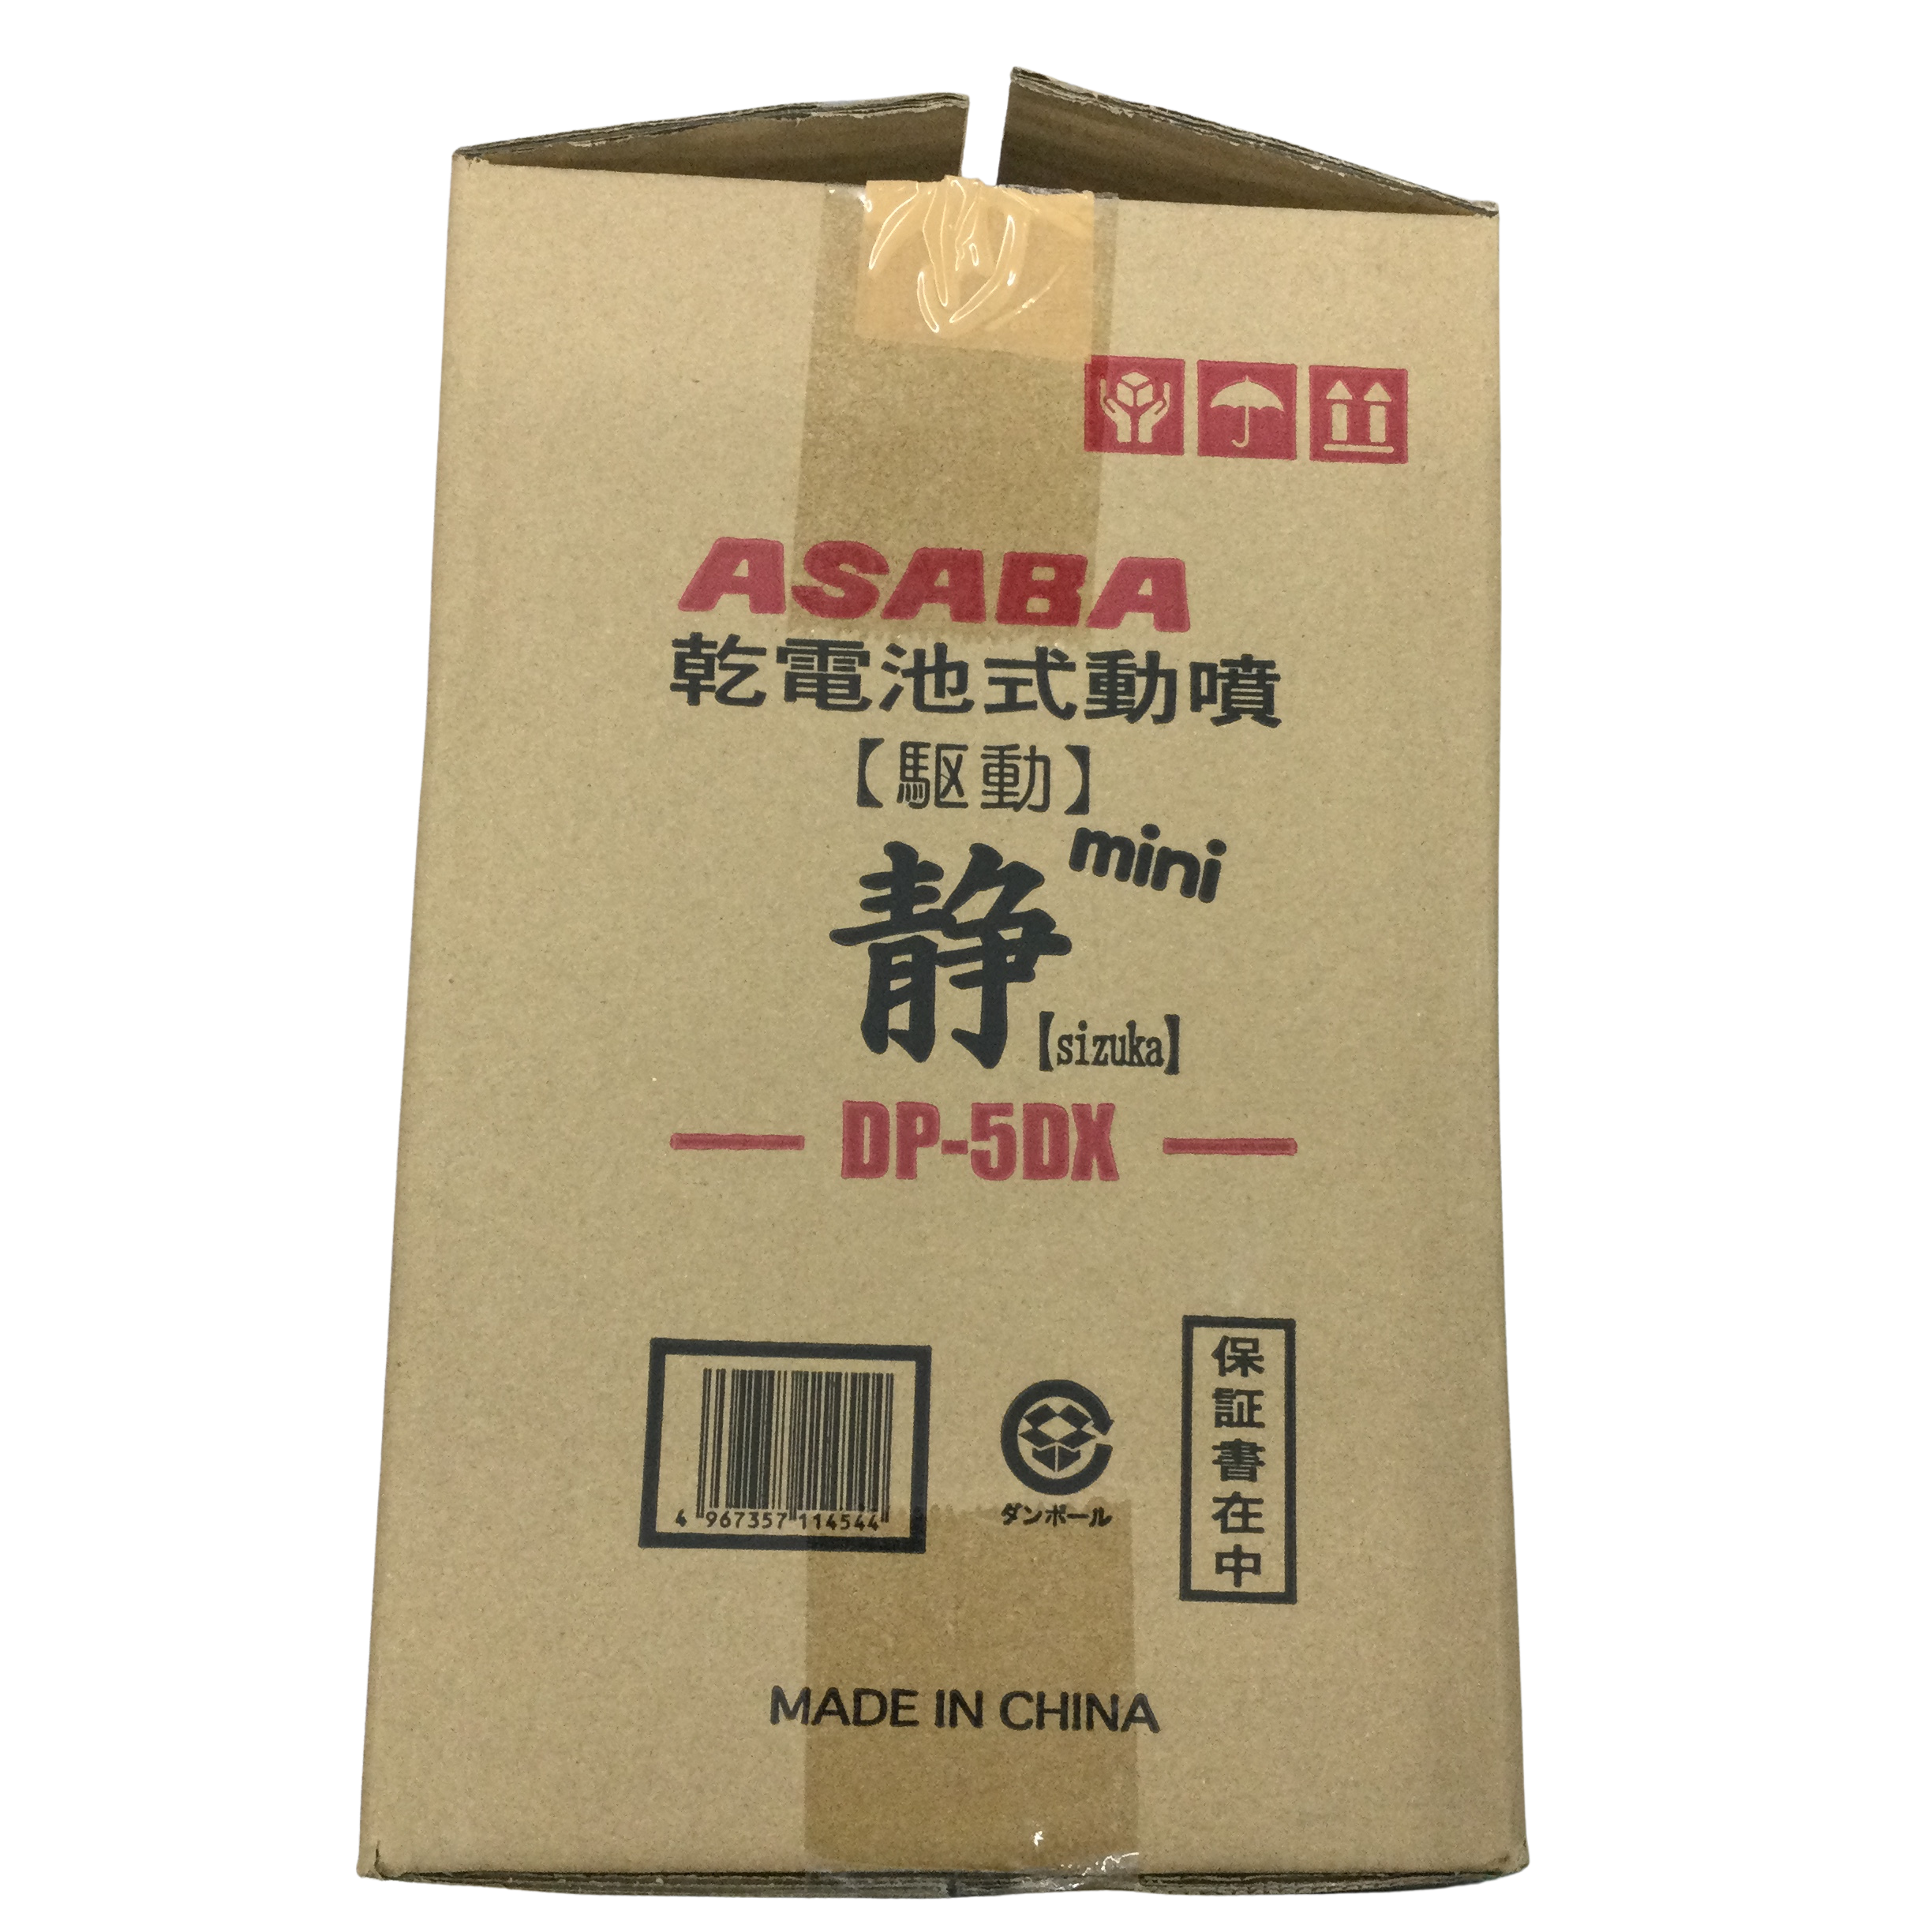 ASABA
乾電池式動噴
【駆動】
静 mini
【sizuka】
DP-5DX
4 967357 114544
ダンボール
保証書在中
MADE IN CHINA